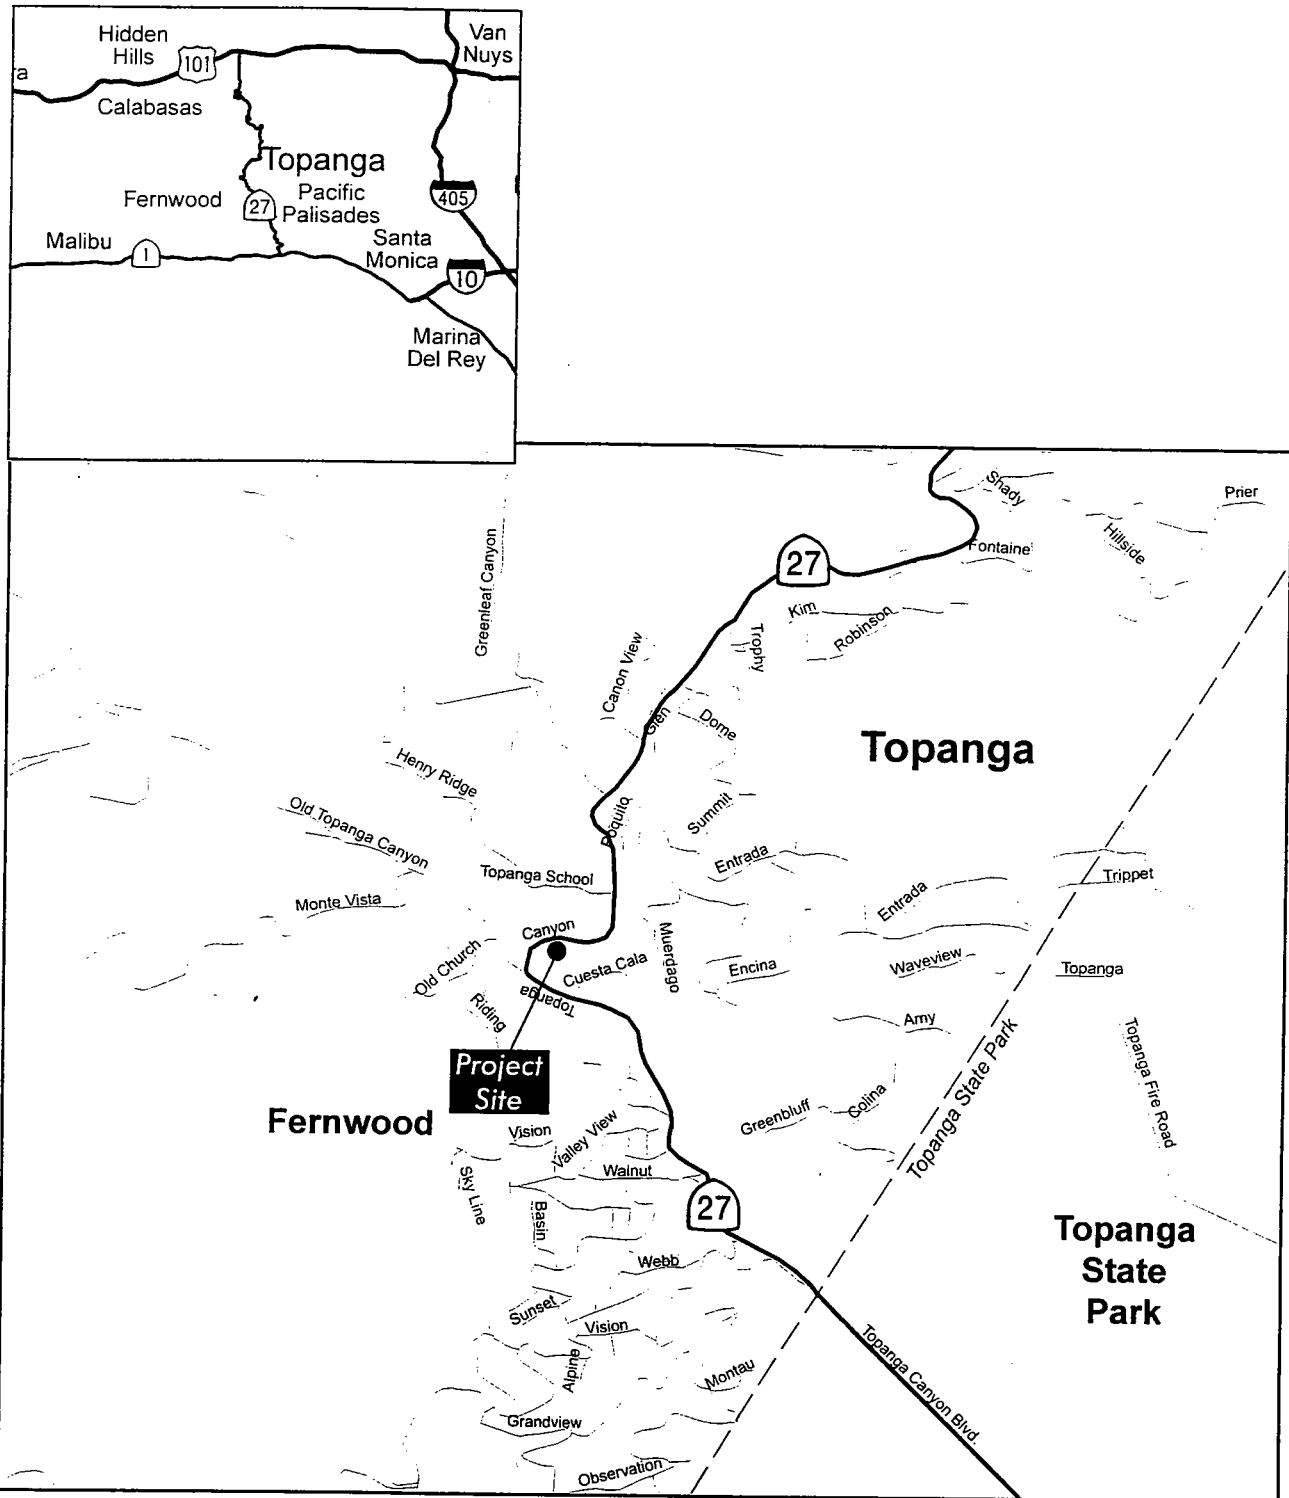 Hidden
Hills
Van
Nuys
101
a
Calabasas
Topanga
Fernwood
27
Pacific
Palisades
405
Malibu
1
Santa
Monica
10
Marina
Del Rey
Shady
Prier
Hillside
Fontaine
27
Greenleaf Canyon
Kim
Robinson
Trophy
Canon View
Glen
Dome
Topanga
Henry Ridge
Old Topanga Canyon
Poquito
Summit
Entrada
Topanga School
Trippet
Monte Vista
Entrada
Canyon
Muerdago
Old Church
Cuesta Cala
Encina
Waveview
Topanga
Topanga
Riding
Amy
Topanga State Park
Topanga Fire Road
Project
Site
Fernwood
Greenbluff
Colina
Vision
Valley View
Walnut
Sky Line
Basin
27
Topanga
State
Park
Webb
Sunset
Vision
Alpine
Montau
Topanga Canyon Blvd.
Grandview
Observation